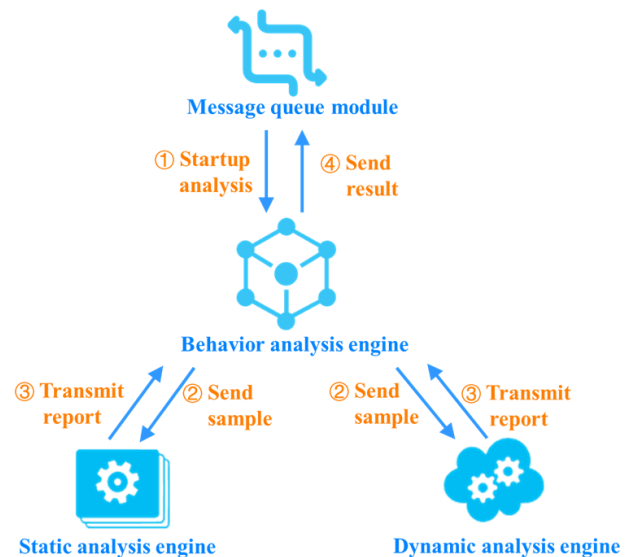 Message queue module
① Startup
analysis
④ Send
result
Behavior analysis engine
③ Transmit
report
② Send
sample
② Send
sample
③ Transmit
report
Static analysis engine
Dynamic analysis engine